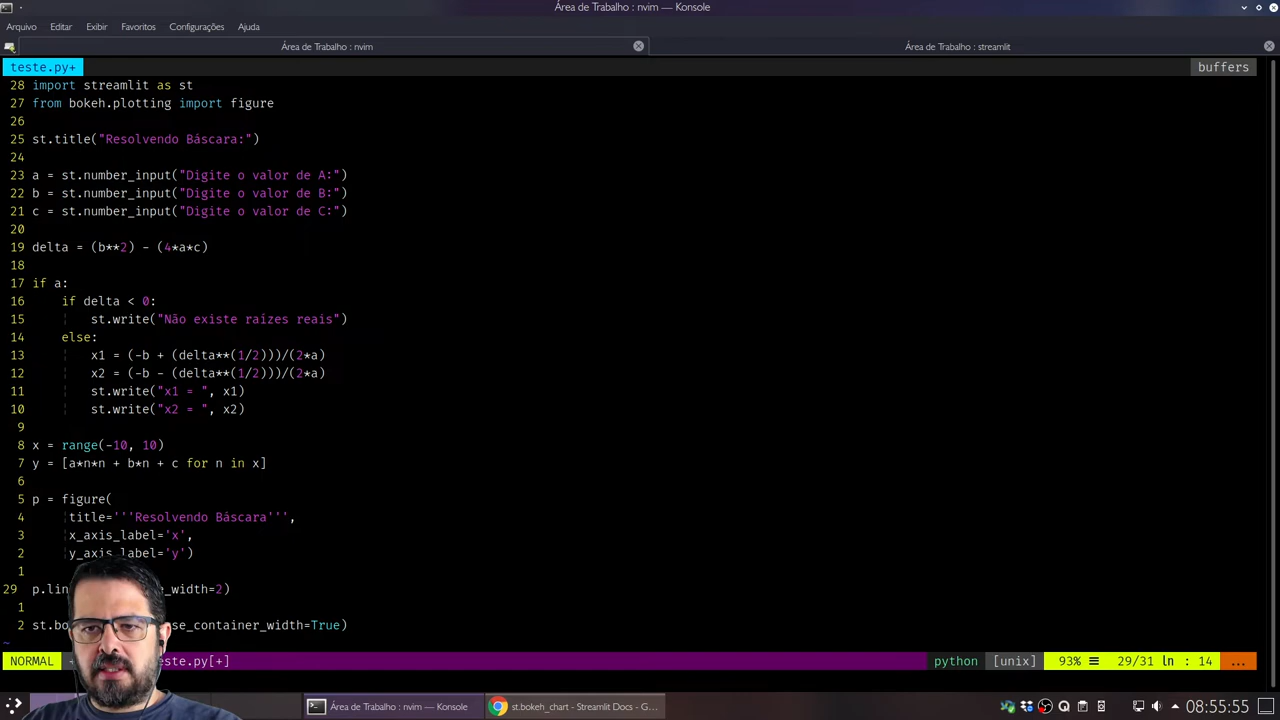 Área de Trabalho : nvim — Konsole
Arquivo Editar Exibir Favoritos Configurações Ajuda
Área de Trabalho : nvim
Área de Trabalho : streamlit
teste.py+ buffers
28 import streamlit as st
27 from bokeh.plotting import figure
26
25 st.title("Resolvendo Báscara:")
24
23 a = st.number_input("Digite o valor de A:")
22 b = st.number_input("Digite o valor de B:")
21 c = st.number_input("Digite o valor de C:")
20
19 delta = (b**2) - (4*a*c)
18
17 if a:
16 if delta < 0:
15 st.write("Não existe raízes reais")
14 else:
13 x1 = (-b + (delta**(1/2)))/(2*a)
12 x2 = (-b - (delta**(1/2)))/(2*a)
11 st.write("x1 = ", x1)
10 st.write("x2 = ", x2)
9
8 x = range(-10, 10)
7 y = [a*n*n + b*n + c for n in x]
6
5 p = figure(
4 title='''Resolvendo Báscara''',
3 x_axis_label='x',
2 y_axis_label='y')
1
29 p.lin _width=2)
1
2 st.bo se_container_width=True)
~
NORMAL teste.py[+] python [unix] 93% ☰ 29/31 ln : 14 ...
Área de Trabalho : nvim — Konsole
st.bokeh_chart - Streamlit Docs - G...
08:55:55